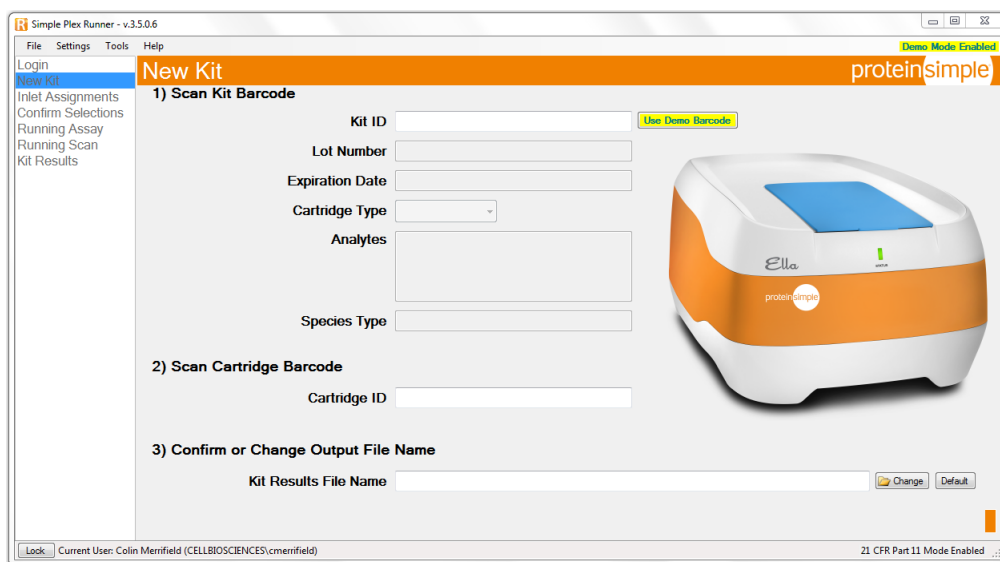 Simple Plex Runner - v.3.5.0.6
File Settings Tools Help
Demo Mode Enabled
Login
New Kit
Inlet Assignments
Confirm Selections
Running Assay
Running Scan
Kit Results
New Kit
proteinsimple
1) Scan Kit Barcode
Kit ID
Use Demo Barcode
Lot Number
Expiration Date
Cartridge Type
Analytes
Species Type
Ella
proteinsimple
2) Scan Cartridge Barcode
Cartridge ID
3) Confirm or Change Output File Name
Kit Results File Name
Change
Default
Lock Current User: Colin Merrifield (CELLBIOSCIENCES\cmerrifield)
21 CFR Part 11 Mode Enabled